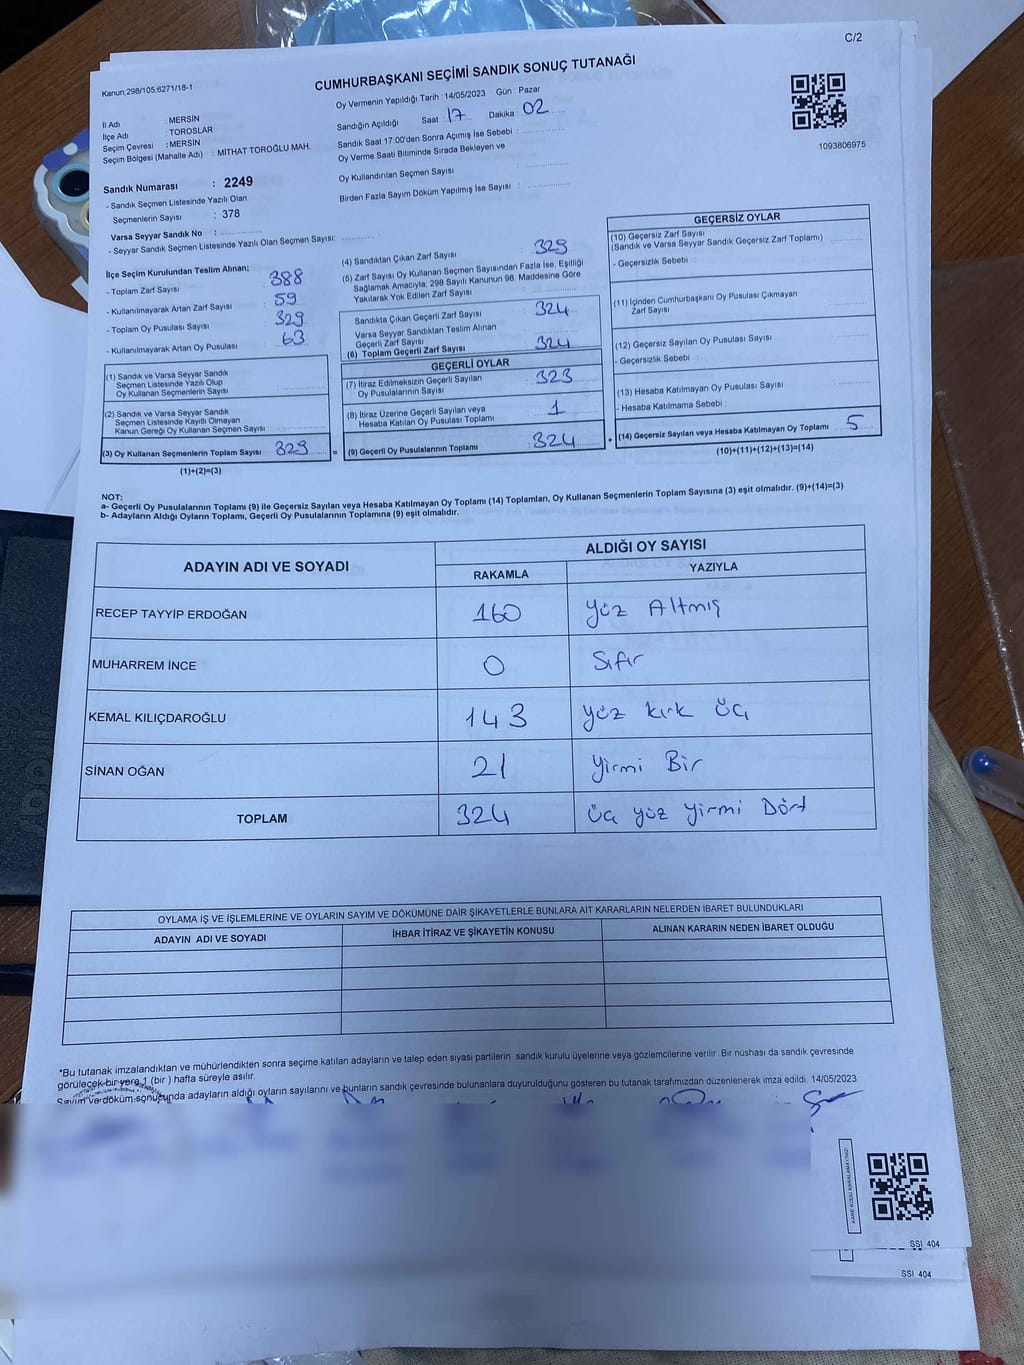 C/2
Kanun:298/105;6271/18-1
CUMHURBAŞKANI SEÇİMİ SANDIK SONUÇ TUTANAĞI
İl Adı : MERSİN
İlçe Adı : TOROSLAR
Seçim Çevresi : MERSİN
Seçim Bölgesi (Mahalle Adı) : MİTHAT TOROĞLU MAH.
Oy Vermenin Yapıldığı Tarih : 14/05/2023 Gün : Pazar
Sandığın Açıldığı Saat : 17 Dakika : 02
Sandık Saat 17.00'den Sonra Açımış İse Sebebi :
Oy Verme Saati Bitiminde Sırada Bekleyen ve
Oy Kullandırılan Seçmen Sayısı :
Birden Fazla Sayım Döküm Yapılmış İse Sayısı :
1093806975
Sandık Numarası : 2249
- Sandık Seçmen Listesinde Yazılı Olan
Seçmenlerin Sayısı : 378
Varsa Seyyar Sandık No :
- Seyyar Sandık Seçmen Listesinde Yazılı Olan Seçmen Sayısı:
İlçe Seçim Kurulundan Teslim Alınan;
- Toplam Zarf Sayısı 388
- Kullanılmayarak Artan Zarf Sayısı 59
- Toplam Oy Pusulası Sayısı 329
- Kullanılmayarak Artan Oy Pusulası 63
(1) Sandık ve Varsa Seyyar Sandık
Seçmen Listesinde Yazılı Olup
Oy Kullanan Seçmenlerin Sayısı
(2) Sandık ve Varsa Seyyar Sandık
Seçmen Listesinde Kayıtlı Olmayan
Kanun Gereği Oy Kullanan Seçmen Sayısı
(3) Oy Kullanan Seçmenlerin Toplam Sayısı 329
(1)+(2)=(3)
(4) Sandıktan Çıkan Zarf Sayısı 329
(5) Zarf Sayısı Oy Kullanan Seçmen Sayısından Fazla İse, Eşitliği
Sağlamak Amacıyla, 298 Sayılı Kanunun 98. Maddesine Göre
Yakılarak Yok Edilen Zarf Sayısı
Sandıkta Çıkan Geçerli Zarf Sayısı 324
Varsa Seyyar Sandıktan Teslim Alınan
Geçerli Zarf Sayısı
(6) Toplam Geçerli Zarf Sayısı 324
GEÇERLİ OYLAR
(7) İtiraz Edilmeksizin Geçerli Sayılan
Oy Pusulalarının Sayısı 323
(8) İtiraz Üzerine Geçerli Sayılan veya
Hesaba Katılan Oy Pusulası Toplamı 1
= (9) Geçerli Oy Pusulalarının Toplamı 324
GEÇERSİZ OYLAR
(10) Geçersiz Zarf Sayısı
(Sandık ve Varsa Seyyar Sandık Geçersiz Zarf Toplamı)
- Geçersizlik Sebebi :
(11) İçinden Cumhurbaşkanı Oy Pusulası Çıkmayan
Zarf Sayısı
(12) Geçersiz Sayılan Oy Pusulası Sayısı
- Geçersizlik Sebebi :
(13) Hesaba Katılmayan Oy Pusulası Sayısı
- Hesaba Katılmama Sebebi :
+ (14) Geçersiz Sayılan veya Hesaba Katılmayan Oy Toplamı 5
(10)+(11)+(12)+(13)=(14)
NOT:
a- Geçerli Oy Pusulalarının Toplamı (9) ile Geçersiz Sayılan veya Hesaba Katılmayan Oy Toplamı (14) Toplamları, Oy Kullanan Seçmenlerin Toplam Sayısına (3) eşit olmalıdır. (9)+(14)=(3)
b- Adayların Aldığı Oyların Toplamı, Geçerli Oy Pusulalarının Toplamına (9) eşit olmalıdır.
ADAYIN ADI VE SOYADI
ALDIĞI OY SAYISI
RAKAMLA YAZIYLA
RECEP TAYYİP ERDOĞAN 160 Yüz Altmış
MUHARREM İNCE 0 Sıfır
KEMAL KILIÇDAROĞLU 143 Yüz kırk üç
SİNAN OĞAN 21 Yirmi Bir
TOPLAM 324 üç yüz yirmi Dört
OYLAMA İŞ VE İŞLEMLERİNE VE OYLARIN SAYIM VE DÖKÜMÜNE DAİR ŞİKAYETLERLE BUNLARA AİT KARARLARIN NELERDEN İBARET BULUNDUKLARI
ADAYIN ADI VE SOYADI İHBAR İTİRAZ VE ŞİKAYETİN KONUSU ALINAN KARARIN NEDEN İBARET OLDUĞU
*Bu tutanak imzalandıktan ve mühürlendikten sonra seçime katılan adayların ve talep eden siyasi partilerin sandık kurulu üyelerine veya gözlemcilerine verilir. Bir nüshası da sandık çevresinde
görülecek bir yere 1 (bir ) hafta süreyle asılır.
Sayım ve döküm sonucunda adayların aldığı oyların sayılarını ve bunların sandık çevresinde bulunanlara duyurulduğunu gösteren bu tutanak tarafımızdan düzenlenerek imza edildi. 14/05/2023
KARE KODU KARALAMAYINIZ!
SSİ 404
SSİ 404